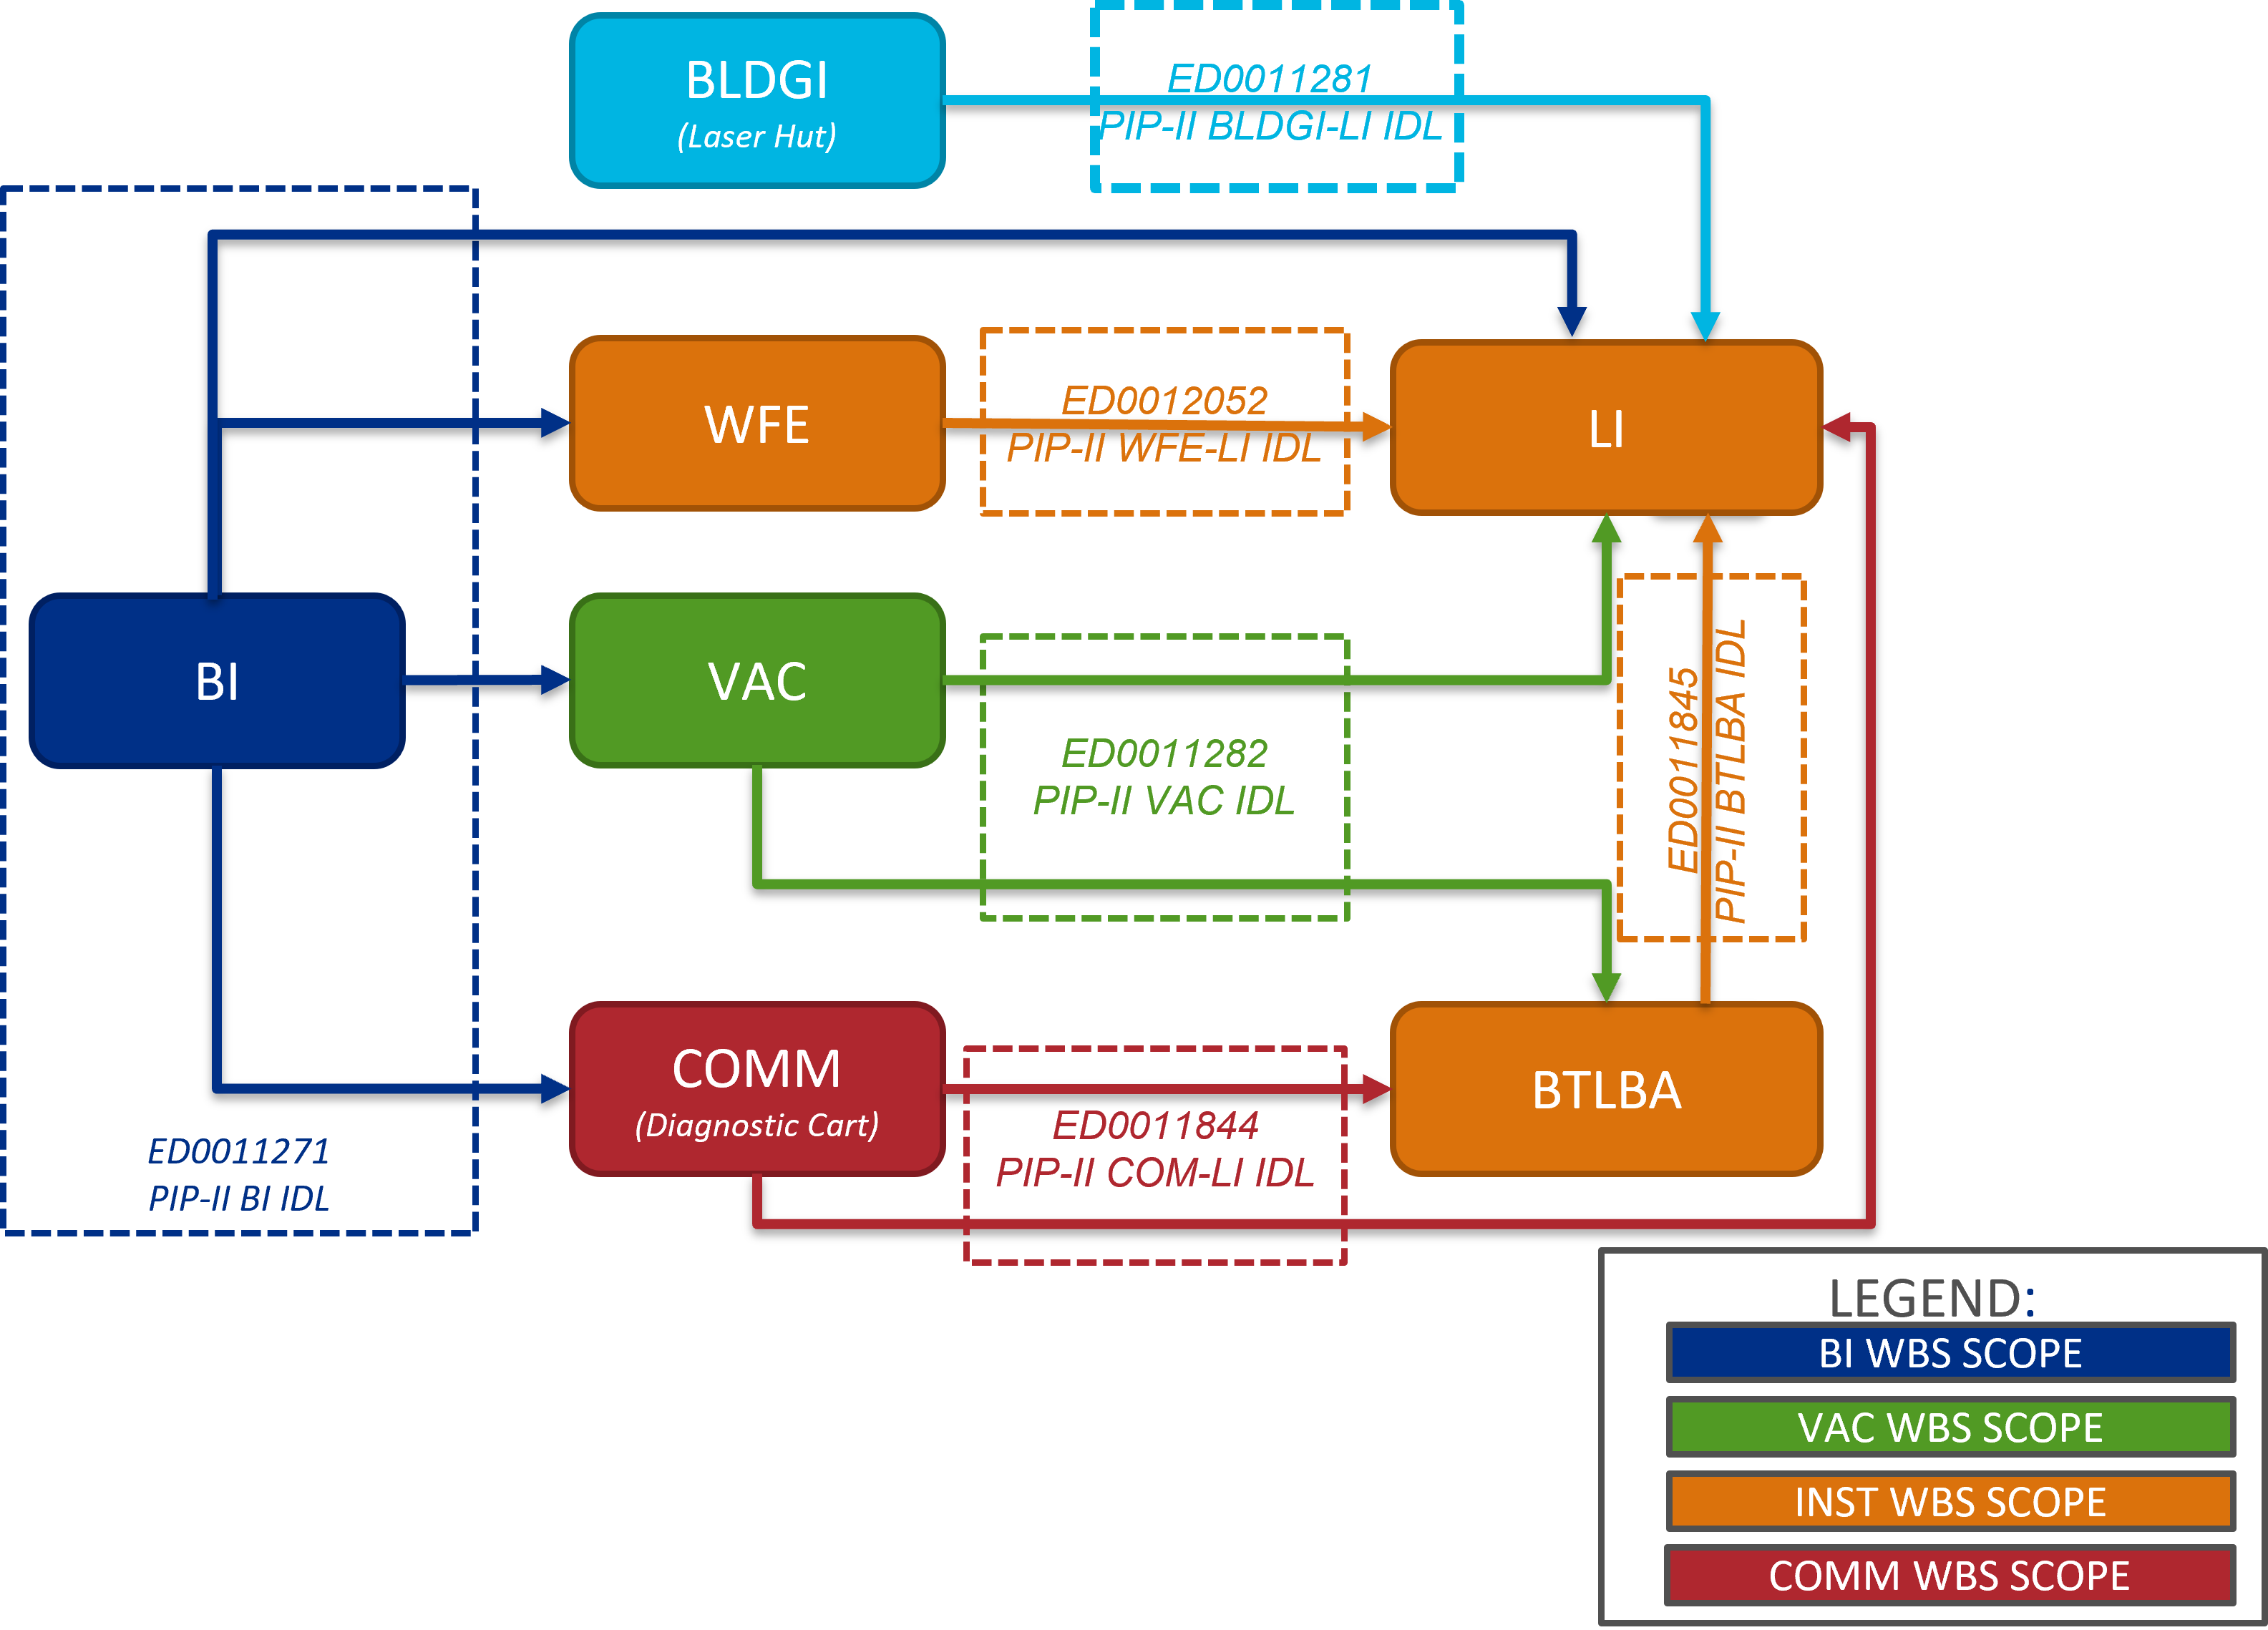 BLDGI
(Laser Hut)
ED0011281
PIP-II BLDGI-LI IDL
WFE
ED0012052
PIP-II WFE-LI IDL
LI
BI
VAC
ED0011282
PIP-II VAC IDL
ED0011845
PIP-II BTLBA IDL
COMM
(Diagnostic Cart)
ED0011844
PIP-II COM-LI IDL
BTLBA
ED0011271
PIP-II BI IDL
LEGEND:
BI WBS SCOPE
VAC WBS SCOPE
INST WBS SCOPE
COMM WBS SCOPE